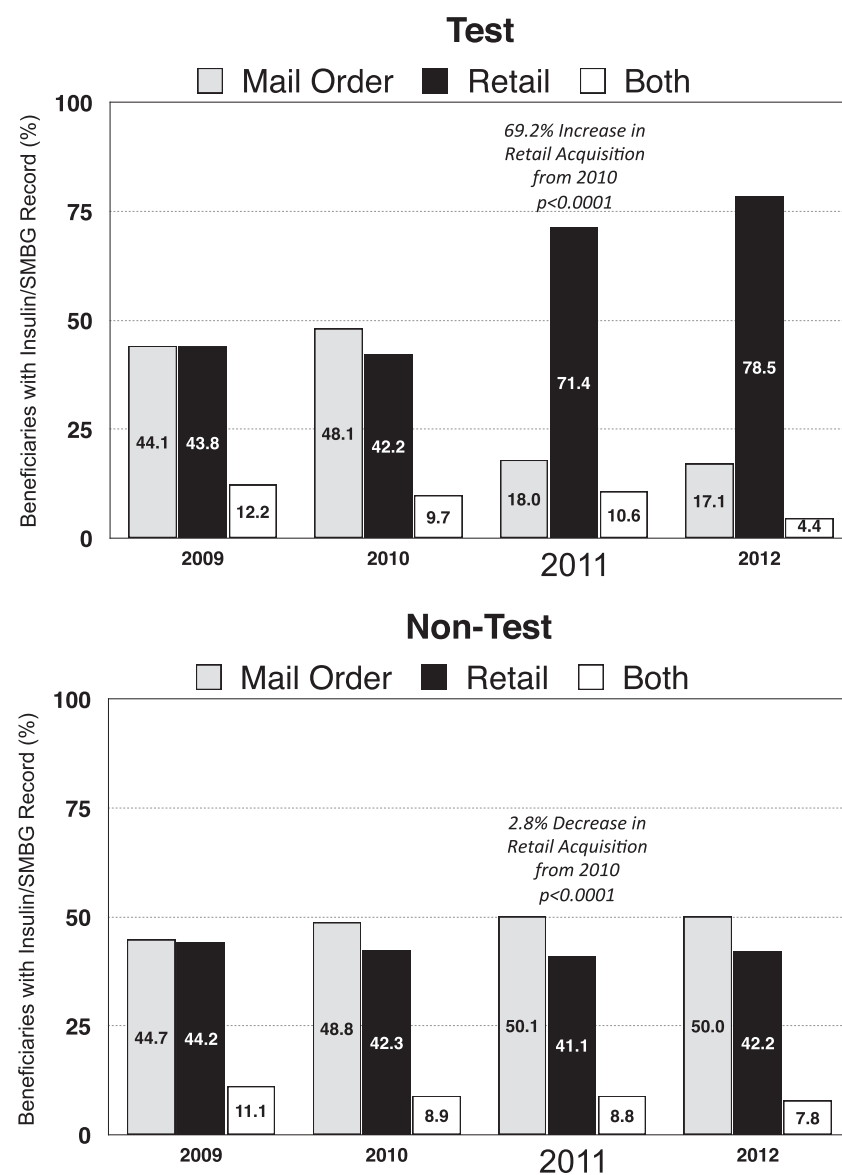 Test
Mail Order Retail Both
Beneficiaries with Insulin/SMBG Record (%)
100
75
50
25
0
69.2% Increase in
Retail Acquisition
from 2010
p<0.0001
44.1 43.8 12.2
48.1 42.2 9.7
18.0 71.4 10.6
17.1 78.5 4.4
2009 2010 2011 2012
Non-Test
Mail Order Retail Both
Beneficiaries with Insulin/SMBG Record (%)
100
75
50
25
0
2.8% Decrease in
Retail Acquisition
from 2010
p<0.0001
44.7 44.2 11.1
48.8 42.3 8.9
50.1 41.1 8.8
50.0 42.2 7.8
2009 2010 2011 2012